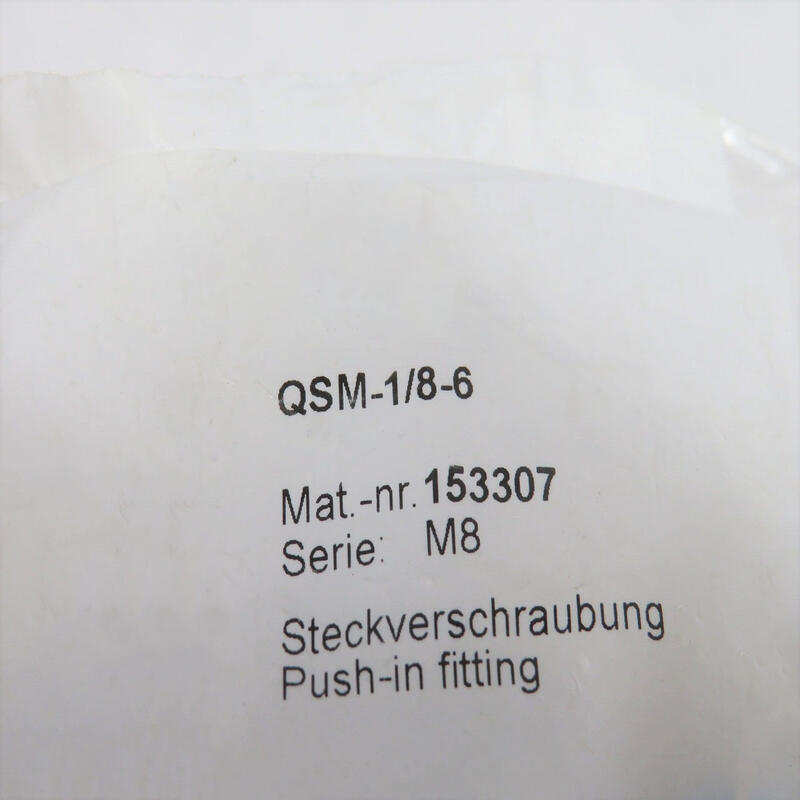 QSM-1/8-6
Mat.-nr. 153307
Serie: M8
Steckverschraubung
Push-in fitting